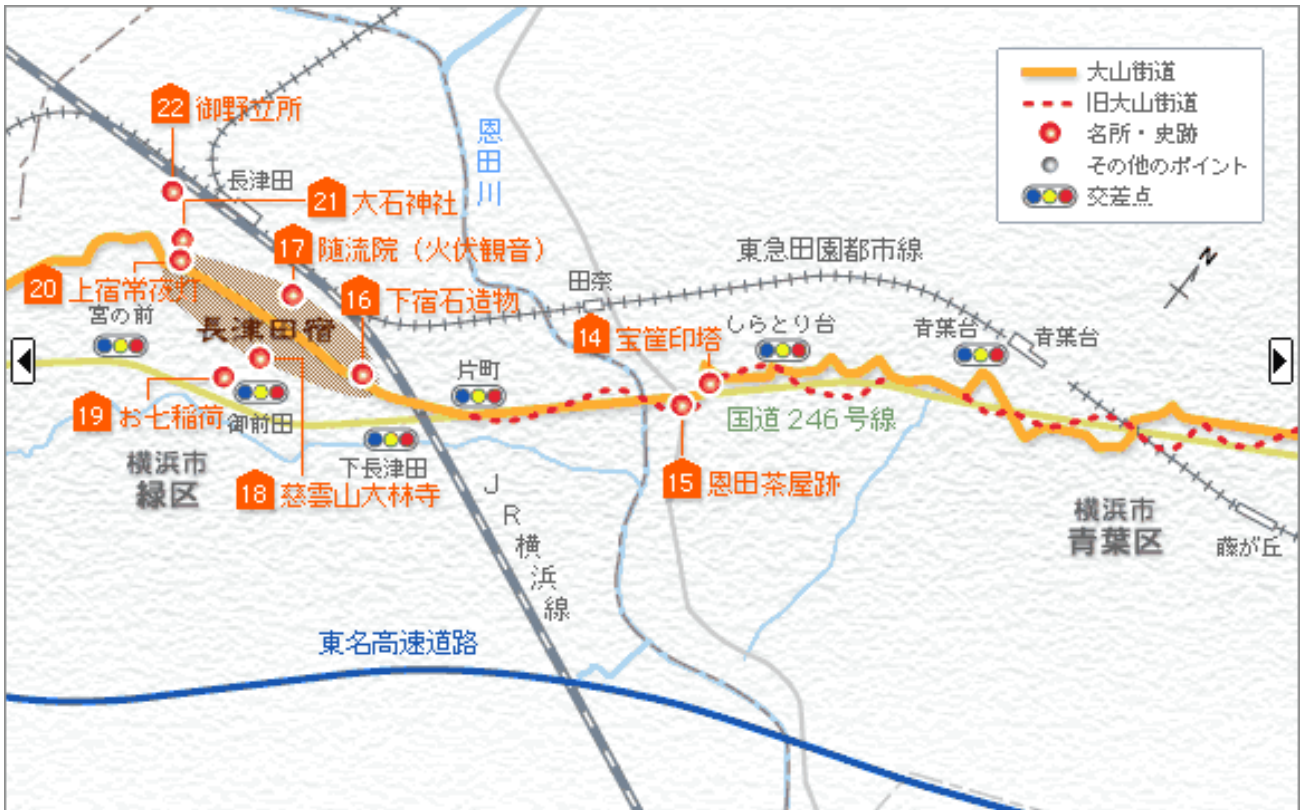 大山街道
旧大山街道
名所・史跡
その他のポイント
交差点
N
22 御野立所
長津田
21 大石神社
17 随流院（火伏観音）
20 上宿常夜灯
16 下宿石造物
宮の前
長津田宿
19 お七稲荷
御前田
18 慈雲山大林寺
下長津田
片町
横浜市
緑区
恩田川
田奈
東急田園都市線
14 宝篋印塔
しらとり台
青葉台
青葉台
国道246号線
15 恩田茶屋跡
横浜市
青葉区
藤が丘
JR横浜線
東名高速道路